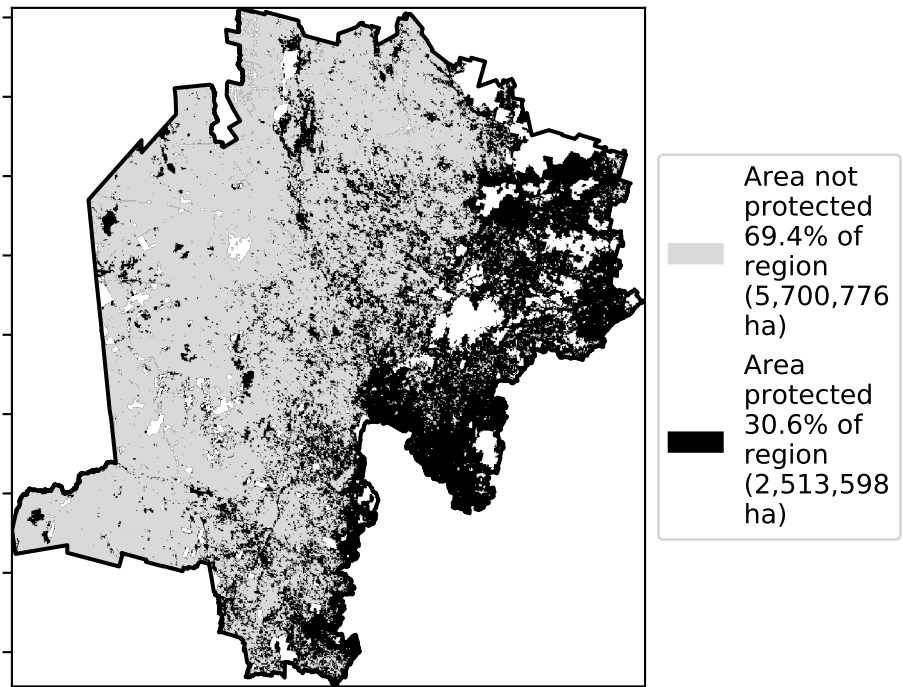 Area not
protected
69.4% of
region
(5,700,776
ha)
Area
protected
30.6% of
region
(2,513,598
ha)